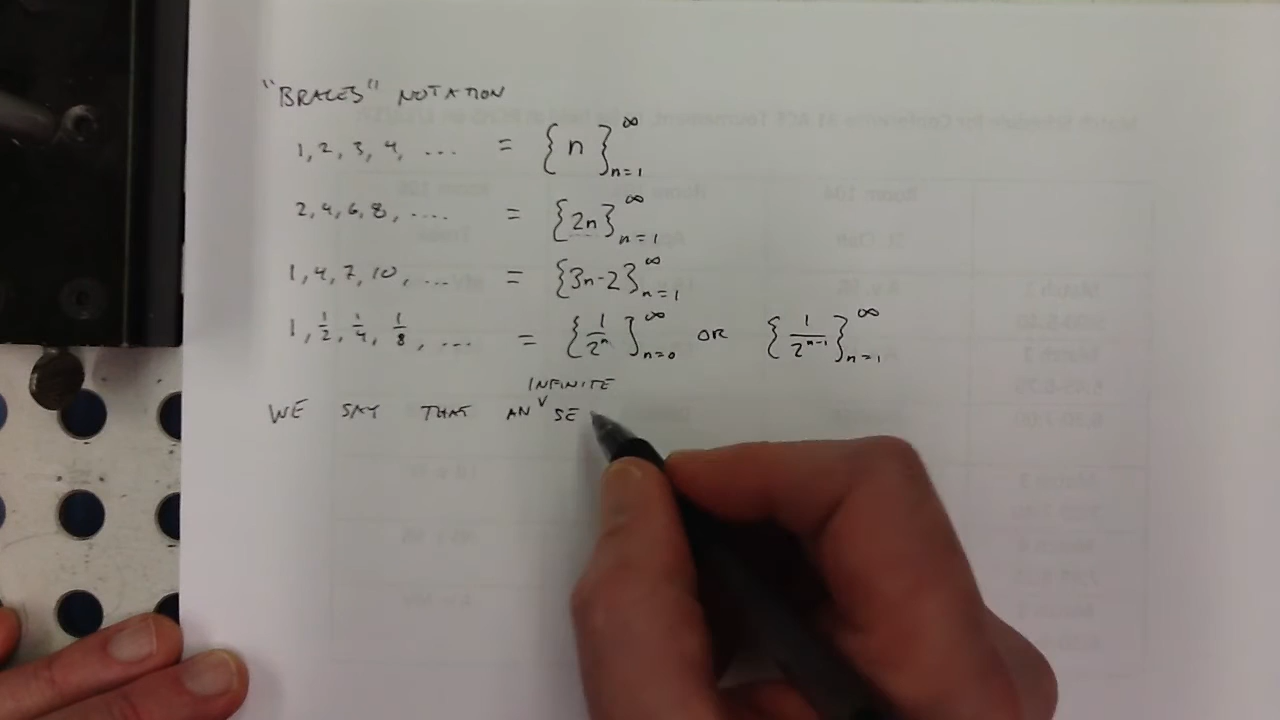 "BRACES" NOTATION
1, 2, 3, 4, ... = {n}_{n=1}^{∞}
2, 4, 6, 8, .... = {2n}_{n=1}^{∞}
1, 4, 7, 10, ... = {3n-2}_{n=1}^{∞}
1, 1/2, 1/4, 1/8, ... = {1/2^n}_{n=0}^{∞} OR {1/2^{n-1}}_{n=1}^{∞}
INFINITE
WE SAY THAT AN ∨ SE